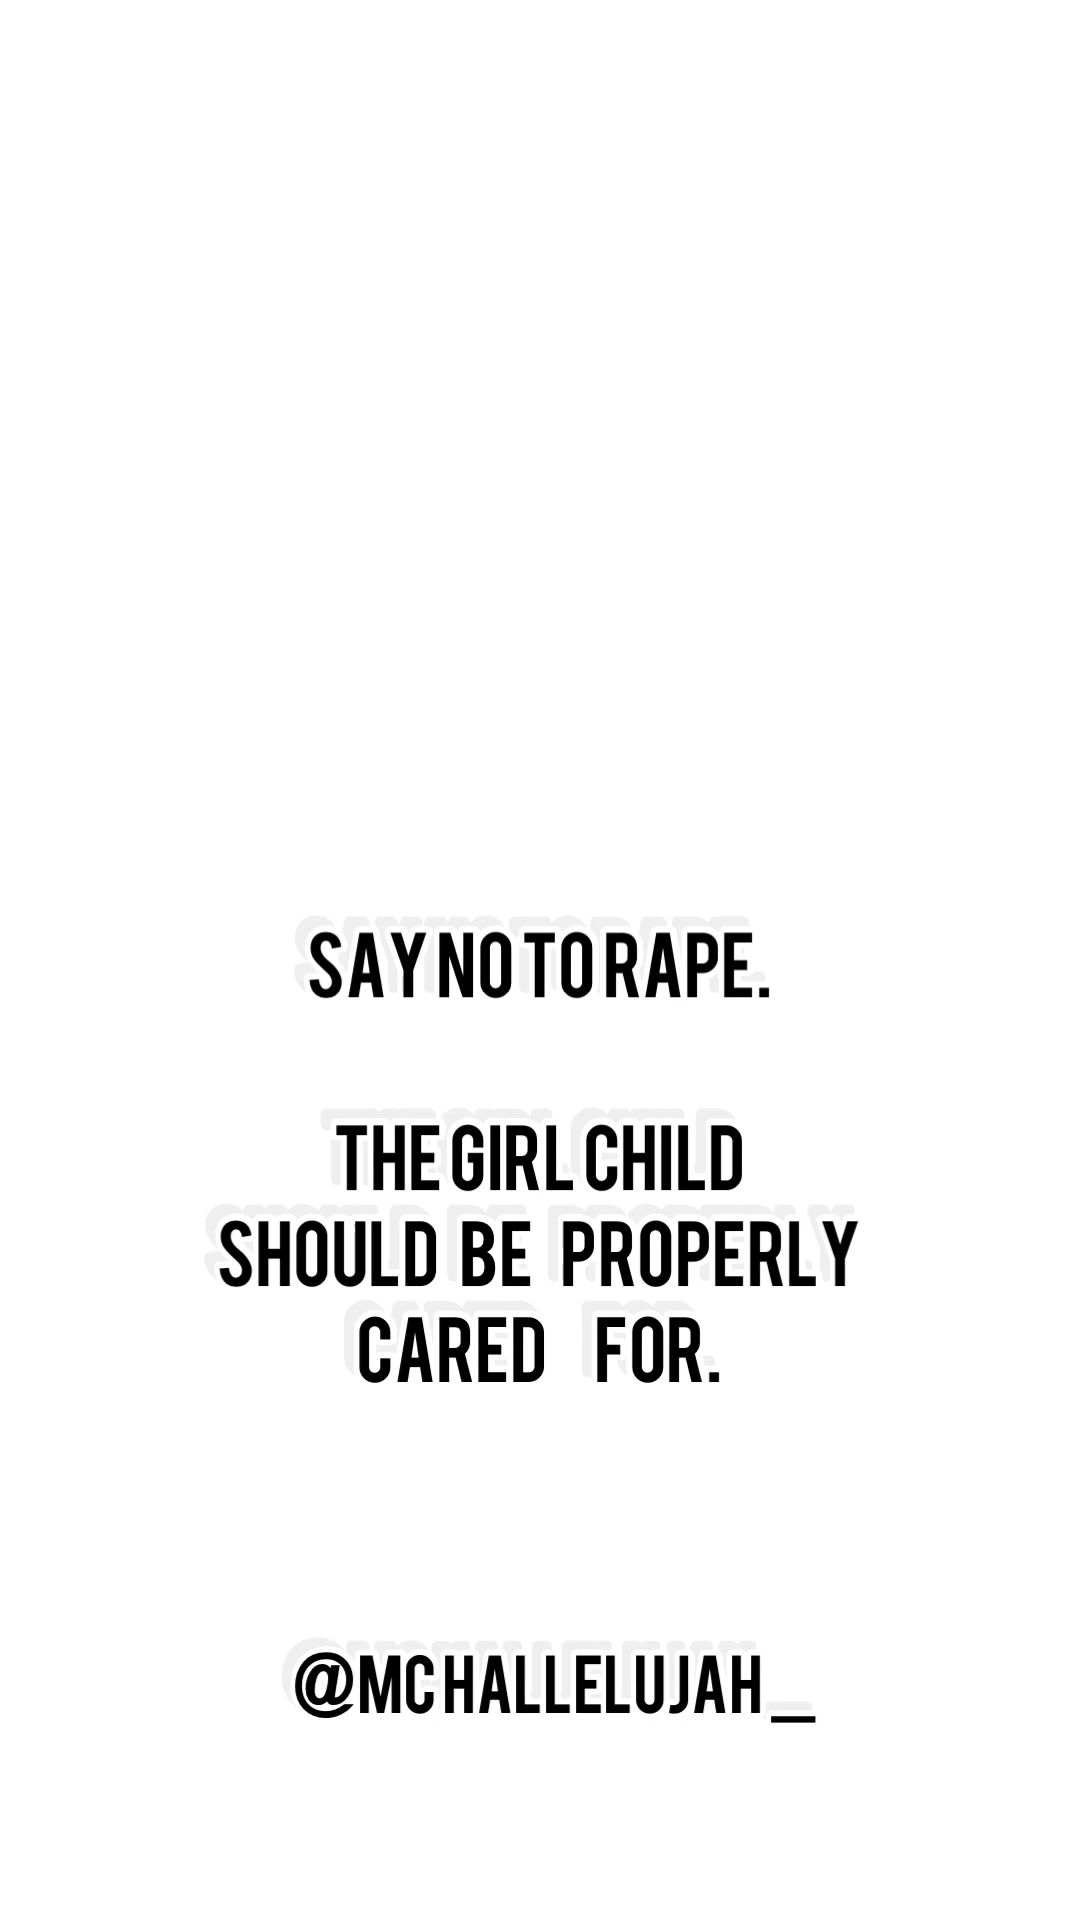 SAY NO TO RAPE.
THE GIRL CHILD
SHOULD BE PROPERLY
CARED FOR.
@MCHALLELUJAH_